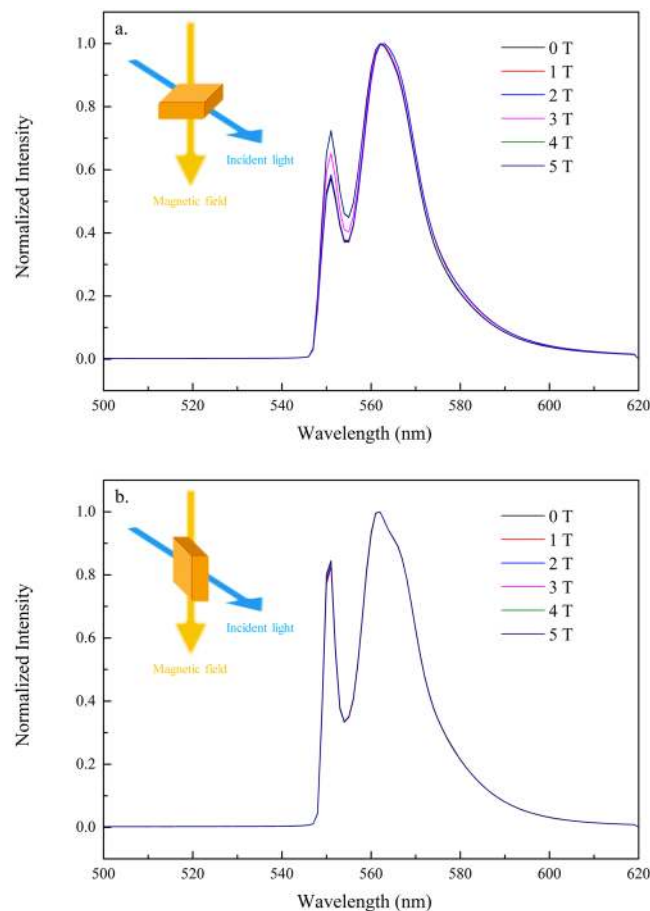 a.
Normalized Intensity
1.0
0.8
0.6
0.4
0.2
0.0
Incident light
Magnetic field
0 T
1 T
2 T
3 T
4 T
5 T
500 520 540 560 580 600 620
Wavelength (nm)
b.
Normalized Intensity
1.0
0.8
0.6
0.4
0.2
0.0
Incident light
Magnetic field
0 T
1 T
2 T
3 T
4 T
5 T
500 520 540 560 580 600 620
Wavelength (nm)